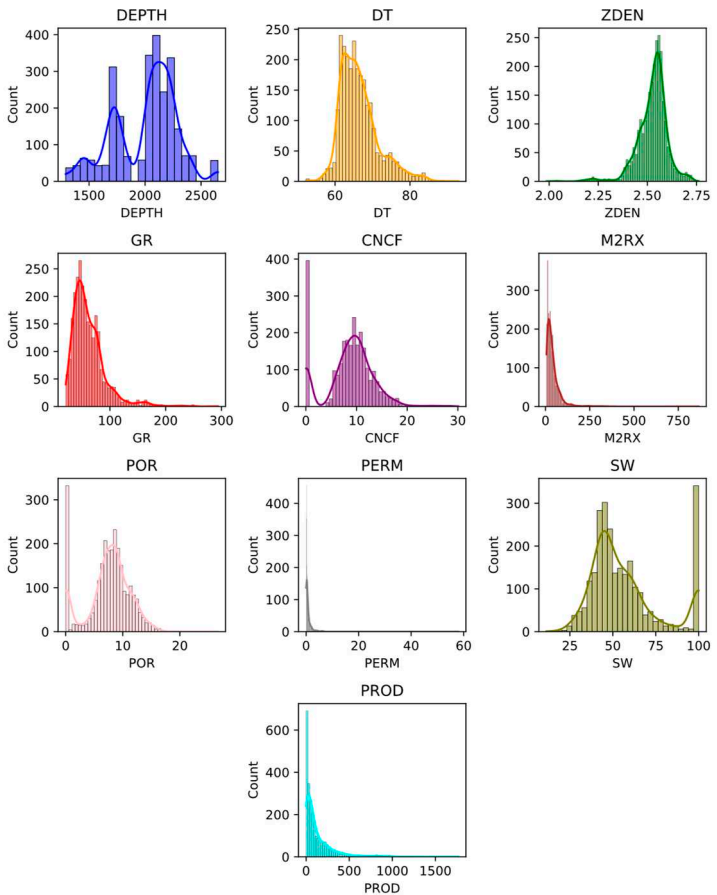 DEPTH
DT
ZDEN
400
300
200
100
0
Count
1500
2000
2500
DEPTH
250
200
150
100
50
0
Count
60
80
DT
250
200
150
100
50
0
Count
2.00
2.25
2.50
2.75
ZDEN
GR
CNCF
M2RX
250
200
150
100
50
0
Count
0
100
200
300
GR
400
300
200
100
0
Count
0
10
20
30
CNCF
300
200
100
0
Count
0
250
500
750
M2RX
POR
PERM
SW
300
200
100
0
Count
0
10
20
POR
400
300
200
100
0
Count
0
20
40
60
PERM
300
200
100
0
Count
25
50
75
100
SW
PROD
600
400
200
0
Count
0
500
1000
1500
PROD